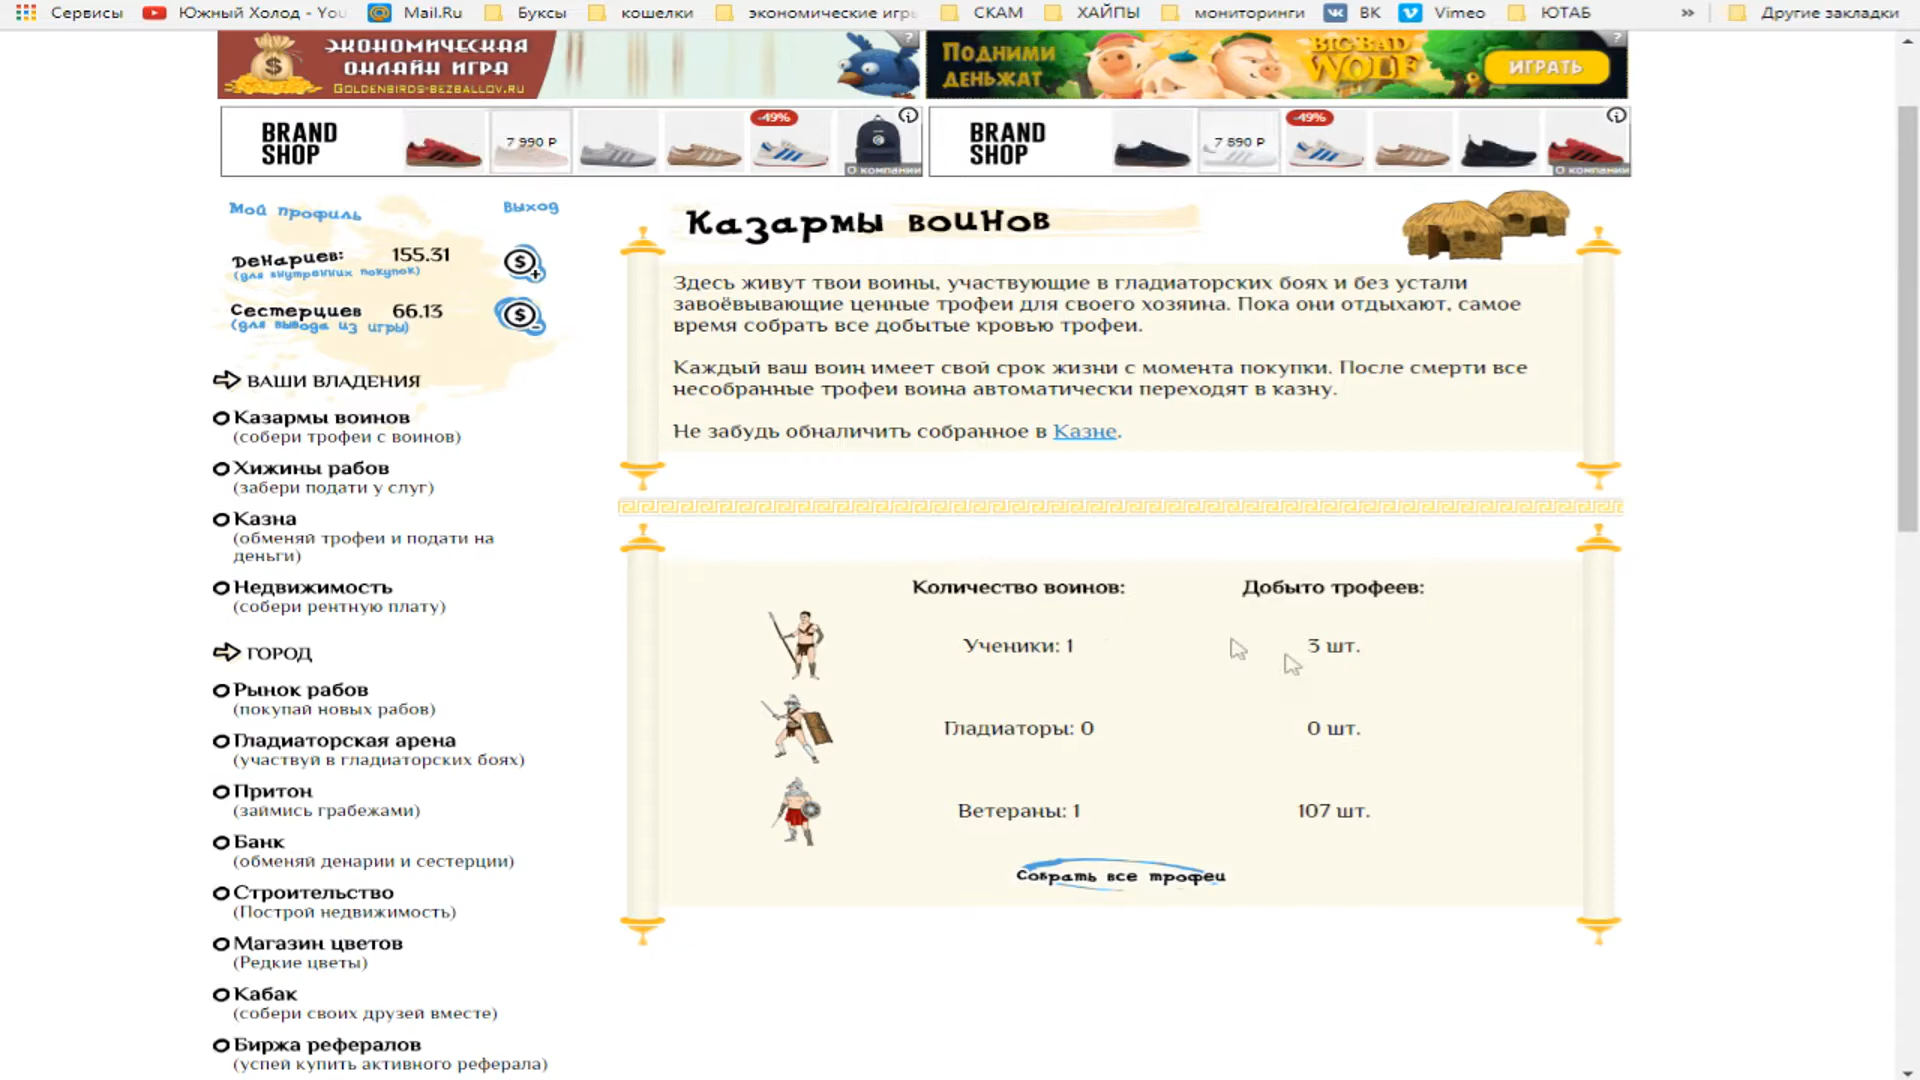 Сервисы Южный Холод - You Mail.Ru Буксы кошелки экономические игры СКАМ ХАЙПЫ мониторинги ВК Vimeo ЮТАБ » Другие закладки
ЭКОНОМИЧЕСКАЯ
ОНЛАЙН ИГРА
GOLDENBIRDS-BEZBALLOV.RU
ПОДНИМИ
ДЕНЬЖАТ
BIG BAD
WOLF
ИГРАТЬ
BRAND
SHOP
7 990 Р
-49%
О компании
BRAND
SHOP
7 890 Р
-49%
О компании
Мой профиль
Выход
Денариев: 155.31
(для внутренних покупок)
Сестерциев 66.13
(для вывода из игры)
ВАШИ ВЛАДЕНИЯ
Казармы воинов
(собери трофеи с воинов)
Хижины рабов
(забери подати у слуг)
Казна
(обменяй трофеи и подати на
деньги)
Недвижимость
(собери рентную плату)
ГОРОД
Рынок рабов
(покупай новых рабов)
Гладиаторская арена
(участвуй в гладиаторских боях)
Притон
(займись грабежами)
Банк
(обменяй денарии и сестерции)
Строительство
(Построй недвижимость)
Магазин цветов
(Редкие цветы)
Кабак
(собери своих друзей вместе)
Биржа рефералов
(успей купить активного реферала)
Казармы воинов
Здесь живут твои воины, участвующие в гладиаторских боях и без устали
завоёвывающие ценные трофеи для своего хозяина. Пока они отдыхают, самое
время собрать все добытые кровью трофеи.
Каждый ваш воин имеет свой срок жизни с момента покупки. После смерти все
несобранные трофеи воина автоматически переходят в казну.
Не забудь обналичить собранное в Казне.
Количество воинов: Добыто трофеев:
Ученики: 1 3 шт.
Гладиаторы: 0 0 шт.
Ветераны: 1 107 шт.
Собрать все трофеи